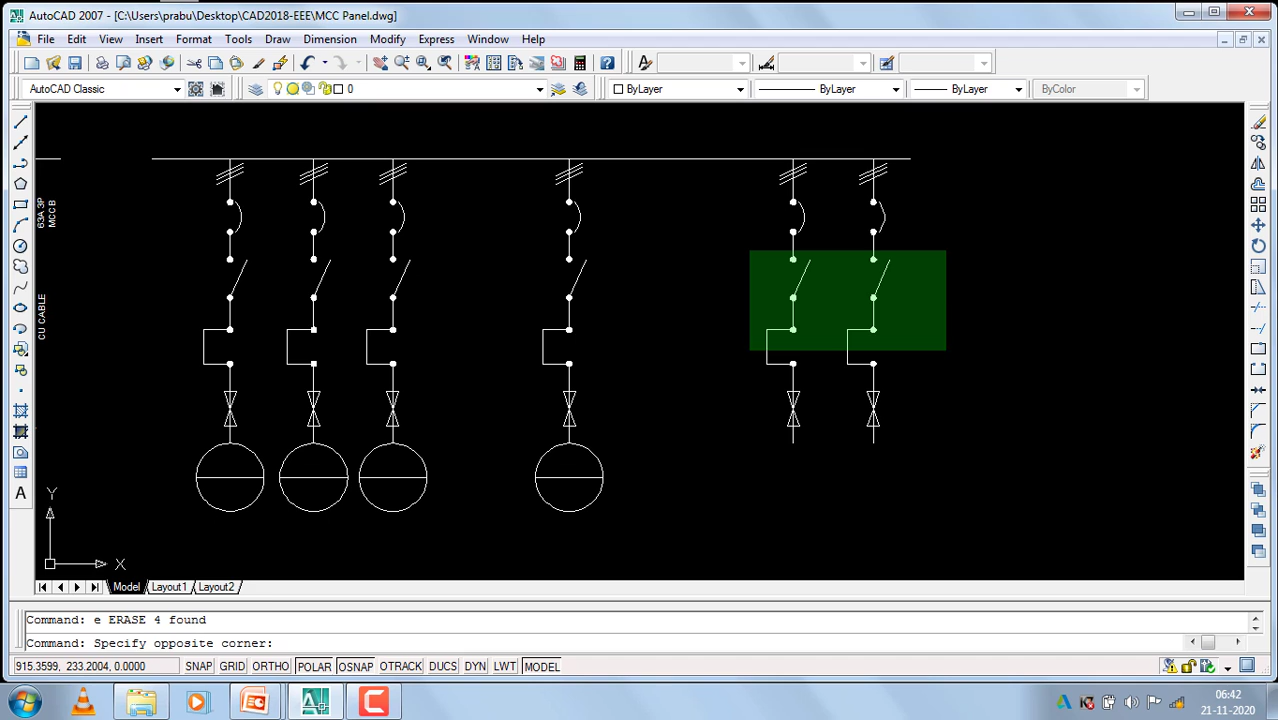 AutoCAD 2007 - [C:\Users\prabu\Desktop\CAD2018-EEE\MCC Panel.dwg]
File Edit View Insert Format Tools Draw Dimension Modify Express Window Help
AutoCAD Classic 0 ByLayer ByLayer ByLayer ByColor
63A 3P
MCC B
CU CABLE
Y
X
Model Layout1 Layout2
Command: e ERASE 4 found
Command: Specify opposite corner:
915.3599, 233.2004, 0.0000 SNAP GRID ORTHO POLAR OSNAP OTRACK DUCS DYN LWT MODEL
06:42
21-11-2020